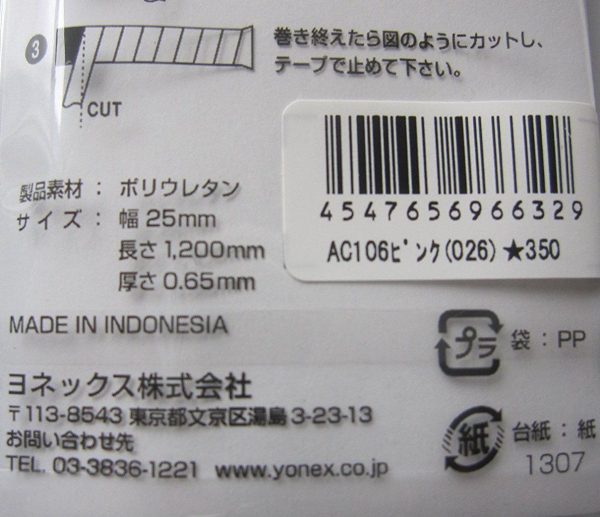 3
巻き終えたら図のようにカットし、
テープで止めて下さい。
CUT
製品素材：ポリウレタン
サイズ：幅 25mm
長さ 1,200mm
厚さ 0.65mm
4547656966329
AC106ﾋﾟﾝｸ(026)★350
MADE IN INDONESIA
プラ 袋：PP
ヨネックス株式会社
〒113-8543 東京都文京区湯島3-23-13
お問い合わせ先
TEL. 03-3836-1221 www.yonex.co.jp
紙 台紙：紙
1307